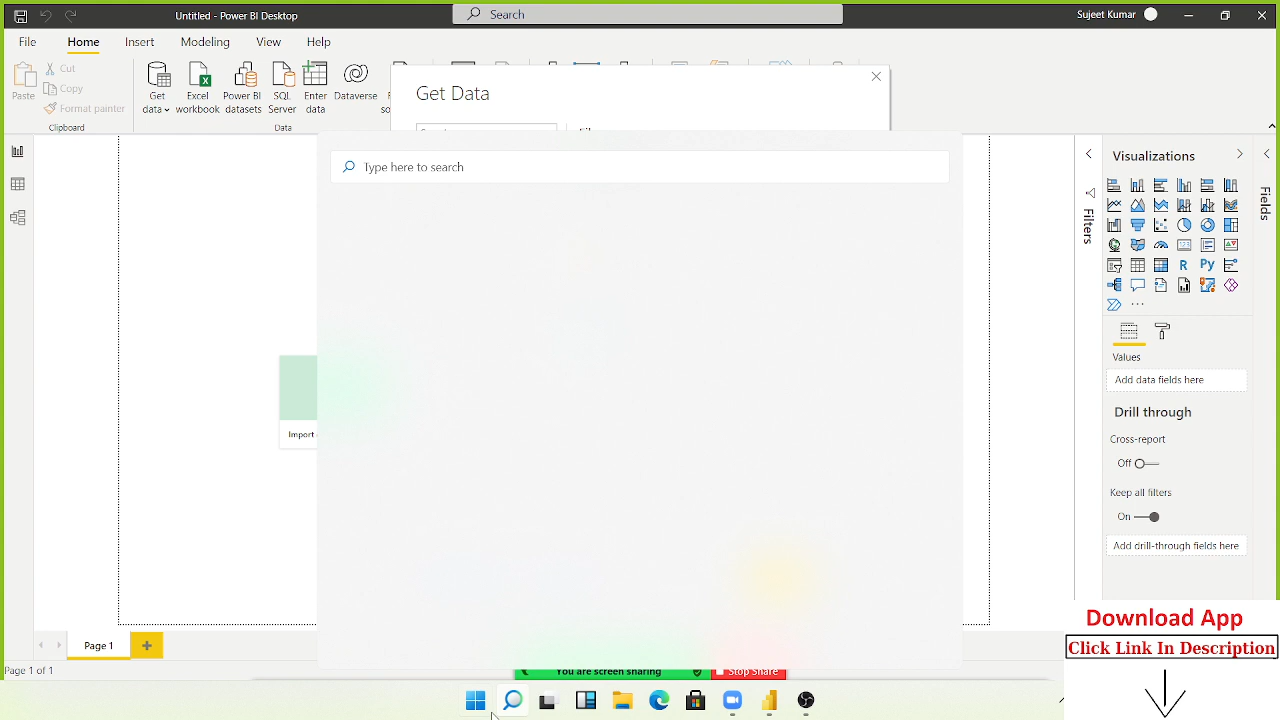 Untitled - Power BI Desktop
Search
Sujeet Kumar
File
Home
Insert
Modeling
View
Help
Paste
Cut
Copy
Format painter
Clipboard
Get data
Excel workbook
Power BI datasets
SQL Server
Enter data
Dataverse
Data
Get Data
Type here to search
Import
Filters
Visualizations
Fields
R
Py
Values
Add data fields here
Drill through
Cross-report
Off
Keep all filters
On
Add drill-through fields here
Page 1
Page 1 of 1
You are screen sharing
Stop Share
Download App
Click Link In Description